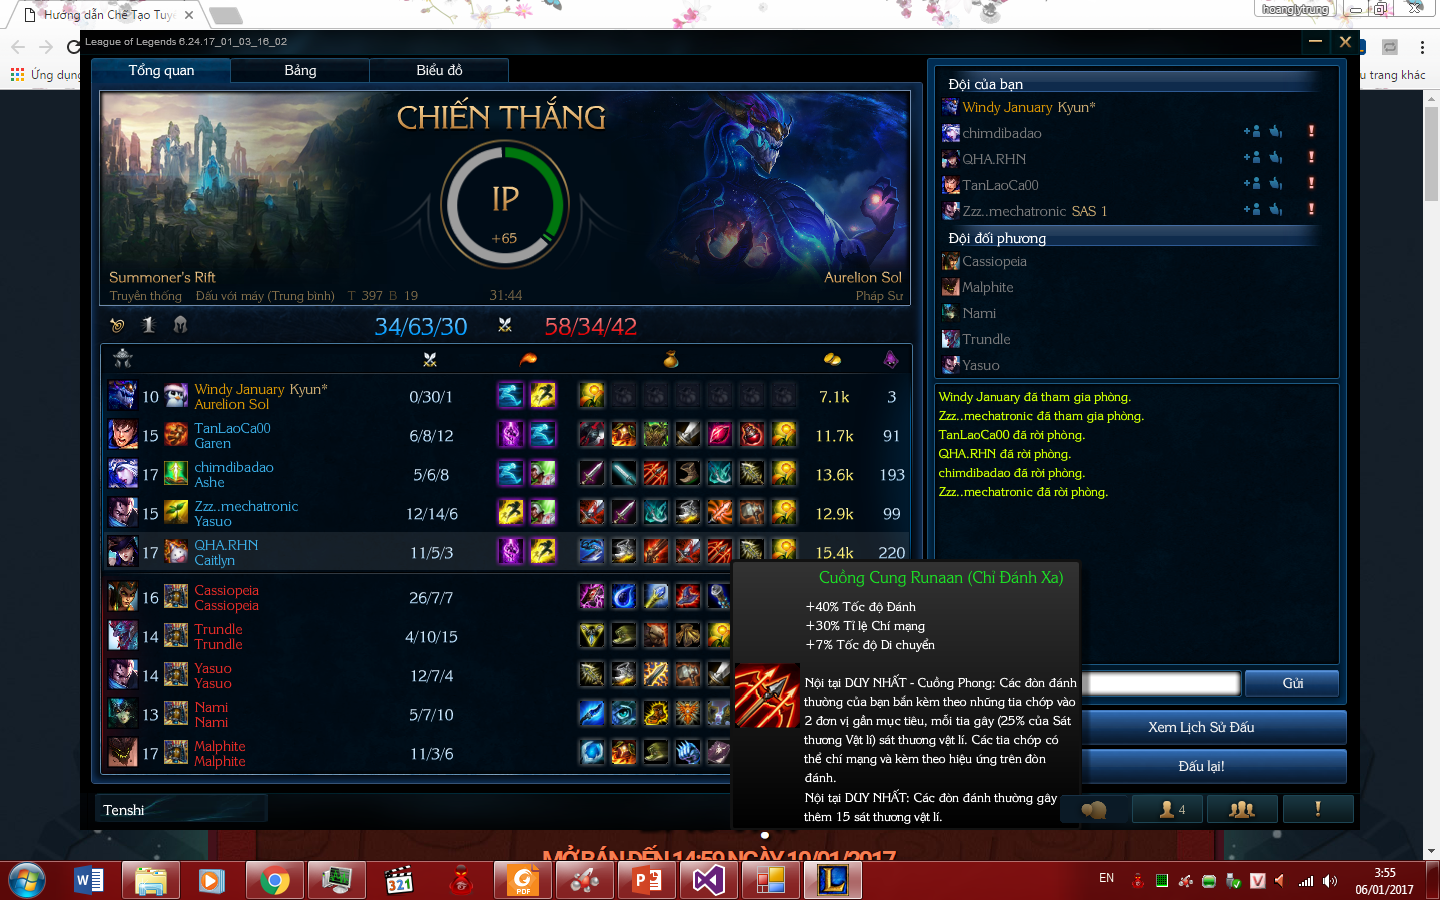 Hướng dẫn Chế Tạo Tuy
hoanglytrung
Ứng dụng
u trang khác
League of Legends 6.24.17_01_03_16_02
Tổng quan
Bảng
Biểu đồ
CHIẾN THẮNG
IP
+65
Summoner's Rift
Aurelion Sol
Truyền thống
Đấu với máy (Trung bình)
T 397 B 19
31:44
Pháp Sư
34/63/30
58/34/42
10 Windy January Kyun*
Aurelion Sol
0/30/1 7.1k 3
15 TanLaoCa00
Garen
6/8/12 11.7k 91
17 chimdibadao
Ashe
5/6/8 13.6k 193
15 Zzz..mechatronic
Yasuo
12/14/6 12.9k 99
17 QHA.RHN
Caitlyn
11/5/3 15.4k 220
16 Cassiopeia
Cassiopeia
26/7/7
14 Trundle
Trundle
4/10/15
14 Yasuo
Yasuo
12/7/4
13 Nami
Nami
5/7/10
17 Malphite
Malphite
11/3/6
Cuồng Cung Runaan (Chỉ Đánh Xa)
+40% Tốc độ Đánh
+30% Tỉ lệ Chí mạng
+7% Tốc độ Di chuyển
Nội tại DUY NHẤT - Cuồng Phong: Các đòn đánh
thường của bạn bắn kèm theo những tia chớp vào
2 đơn vị gần mục tiêu, mỗi tia gây (25% của Sát
thương Vật lí) sát thương vật lí. Các tia chớp có
thể chí mạng và kèm theo hiệu ứng trên đòn
đánh.
Nội tại DUY NHẤT: Các đòn đánh thường gây
thêm 15 sát thương vật lí.
Đội của bạn
Windy January Kyun*
chimdibadao
QHA.RHN
TanLaoCa00
Zzz..mechatronic SAS 1
Đội đối phương
Cassiopeia
Malphite
Nami
Trundle
Yasuo
Windy January đã tham gia phòng.
Zzz..mechatronic đã tham gia phòng.
TanLaoCa00 đã rời phòng.
QHA.RHN đã rời phòng.
chimdibadao đã rời phòng.
Zzz..mechatronic đã rời phòng.
Gửi
Xem Lịch Sử Đấu
Đấu lại!
Tenshi
4
MỞ BÁN ĐẾN 14:59 NGÀY 10/01/2017
321
PDF
EN
3:55
06/01/2017